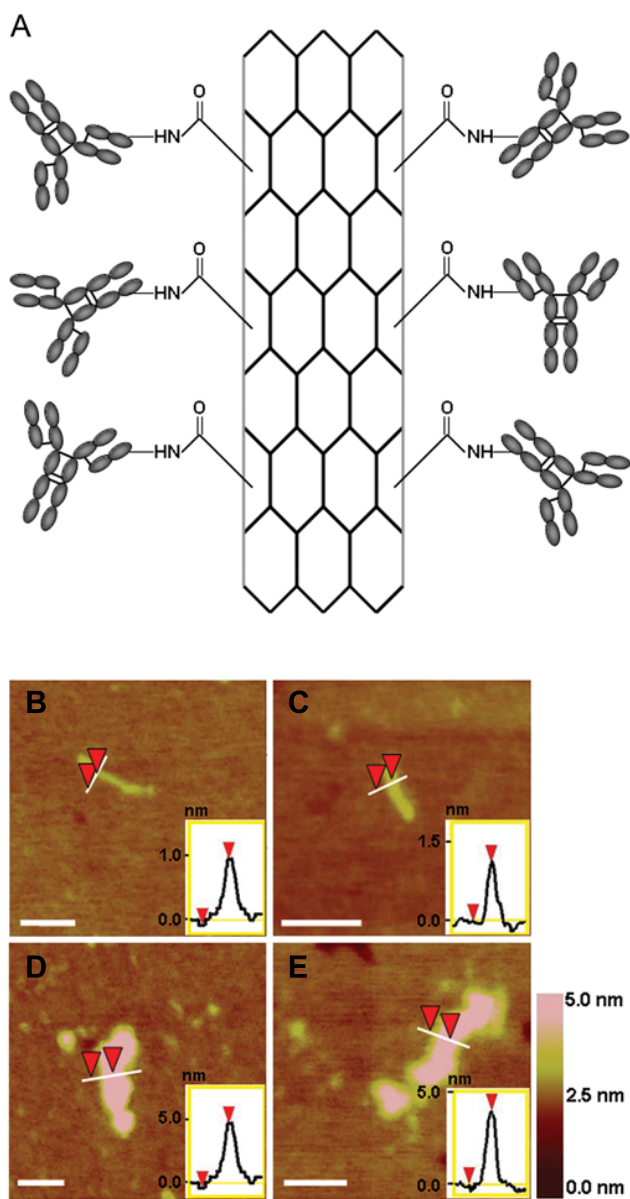 A
O O
HN NH
O O
HN NH
O O
HN NH
B C
nm nm
1.0 1.5
0.0 0.0
D E
nm nm
5.0 nm
5.0 5.0
2.5 nm
0.0 0.0
0.0 nm